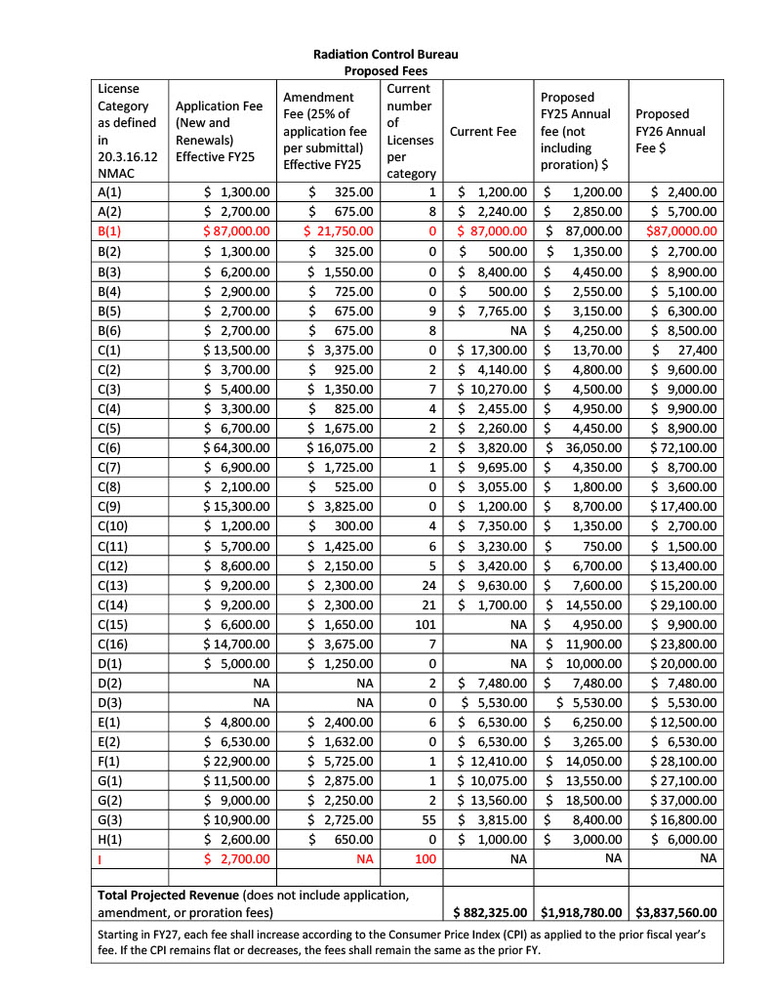 Radiation Control Bureau
Proposed Fees
License Category as defined in 20.3.16.12 NMAC | Application Fee (New and Renewals) Effective FY25 | Amendment Fee (25% of application fee per submittal) Effective FY25 | Current number of Licenses per category | Current Fee | Proposed FY25 Annual fee (not including proration) $ | Proposed FY26 Annual Fee $
A(1) $ 1,300.00 $ 325.00 1 $ 1,200.00 $ 1,200.00 $ 2,400.00
A(2) $ 2,700.00 $ 675.00 8 $ 2,240.00 $ 2,850.00 $ 5,700.00
B(1) $ 87,000.00 $ 21,750.00 0 $ 87,000.00 $ 87,000.00 $87,0000.00
B(2) $ 1,300.00 $ 325.00 0 $ 500.00 $ 1,350.00 $ 2,700.00
B(3) $ 6,200.00 $ 1,550.00 0 $ 8,400.00 $ 4,450.00 $ 8,900.00
B(4) $ 2,900.00 $ 725.00 0 $ 500.00 $ 2,550.00 $ 5,100.00
B(5) $ 2,700.00 $ 675.00 9 $ 7,765.00 $ 3,150.00 $ 6,300.00
B(6) $ 2,700.00 $ 675.00 8 NA $ 4,250.00 $ 8,500.00
C(1) $ 13,500.00 $ 3,375.00 0 $ 17,300.00 $ 13,70.00 $ 27,400
C(2) $ 3,700.00 $ 925.00 2 $ 4,140.00 $ 4,800.00 $ 9,600.00
C(3) $ 5,400.00 $ 1,350.00 7 $ 10,270.00 $ 4,500.00 $ 9,000.00
C(4) $ 3,300.00 $ 825.00 4 $ 2,455.00 $ 4,950.00 $ 9,900.00
C(5) $ 6,700.00 $ 1,675.00 2 $ 2,260.00 $ 4,450.00 $ 8,900.00
C(6) $ 64,300.00 $ 16,075.00 2 $ 3,820.00 $ 36,050.00 $ 72,100.00
C(7) $ 6,900.00 $ 1,725.00 1 $ 9,695.00 $ 4,350.00 $ 8,700.00
C(8) $ 2,100.00 $ 525.00 0 $ 3,055.00 $ 1,800.00 $ 3,600.00
C(9) $ 15,300.00 $ 3,825.00 0 $ 1,200.00 $ 8,700.00 $ 17,400.00
C(10) $ 1,200.00 $ 300.00 4 $ 7,350.00 $ 1,350.00 $ 2,700.00
C(11) $ 5,700.00 $ 1,425.00 6 $ 3,230.00 $ 750.00 $ 1,500.00
C(12) $ 8,600.00 $ 2,150.00 5 $ 3,420.00 $ 6,700.00 $ 13,400.00
C(13) $ 9,200.00 $ 2,300.00 24 $ 9,630.00 $ 7,600.00 $ 15,200.00
C(14) $ 9,200.00 $ 2,300.00 21 $ 1,700.00 $ 14,550.00 $ 29,100.00
C(15) $ 6,600.00 $ 1,650.00 101 NA $ 4,950.00 $ 9,900.00
C(16) $ 14,700.00 $ 3,675.00 7 NA $ 11,900.00 $ 23,800.00
D(1) $ 5,000.00 $ 1,250.00 0 NA $ 10,000.00 $ 20,000.00
D(2) NA NA 2 $ 7,480.00 $ 7,480.00 $ 7,480.00
D(3) NA NA 0 $ 5,530.00 $ 5,530.00 $ 5,530.00
E(1) $ 4,800.00 $ 2,400.00 6 $ 6,530.00 $ 6,250.00 $ 12,500.00
E(2) $ 6,530.00 $ 1,632.00 0 $ 6,530.00 $ 3,265.00 $ 6,530.00
F(1) $ 22,900.00 $ 5,725.00 1 $ 12,410.00 $ 14,050.00 $ 28,100.00
G(1) $ 11,500.00 $ 2,875.00 1 $ 10,075.00 $ 13,550.00 $ 27,100.00
G(2) $ 9,000.00 $ 2,250.00 2 $ 13,560.00 $ 18,500.00 $ 37,000.00
G(3) $ 10,900.00 $ 2,725.00 55 $ 3,815.00 $ 8,400.00 $ 16,800.00
H(1) $ 2,600.00 $ 650.00 0 $ 1,000.00 $ 3,000.00 $ 6,000.00
I $ 2,700.00 NA 100 NA NA NA
Total Projected Revenue (does not include application,
amendment, or proration fees) $ 882,325.00 $1,918,780.00 $3,837,560.00
Starting in FY27, each fee shall increase according to the Consumer Price Index (CPI) as applied to the prior fiscal year's
fee. If the CPI remains flat or decreases, the fees shall remain the same as the prior FY.